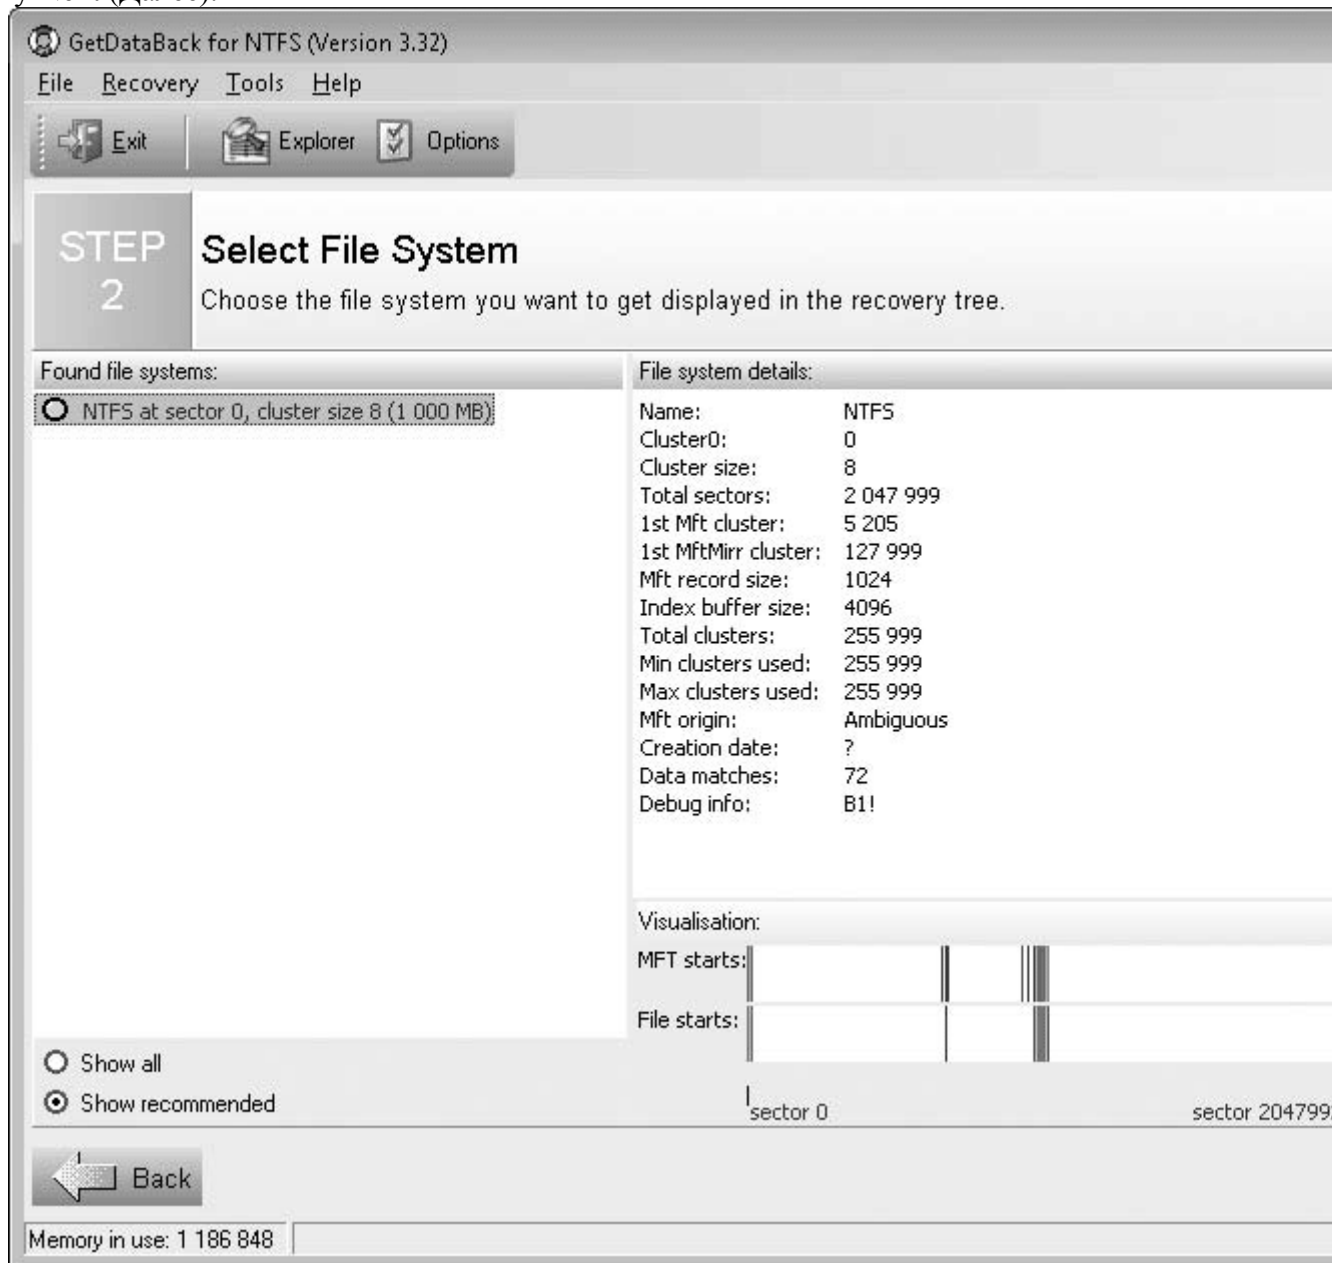 (Далее).
GetDataBack for NTFS (Version 3.32)
File Recovery Tools Help
Exit Explorer Options
STEP
2
Select File System
Choose the file system you want to get displayed in the recovery tree.
Found file systems:
NTFS at sector 0, cluster size 8 (1 000 MB)
File system details:
Name: NTFS
Cluster0: 0
Cluster size: 8
Total sectors: 2 047 999
1st Mft cluster: 5 205
1st MftMirr cluster: 127 999
Mft record size: 1024
Index buffer size: 4096
Total clusters: 255 999
Min clusters used: 255 999
Max clusters used: 255 999
Mft origin: Ambiguous
Creation date: ?
Data matches: 72
Debug info: B1!
Visualisation:
MFT starts:
File starts:
sector 0
sector 204799
Show all
Show recommended
Back
Memory in use: 1 186 848